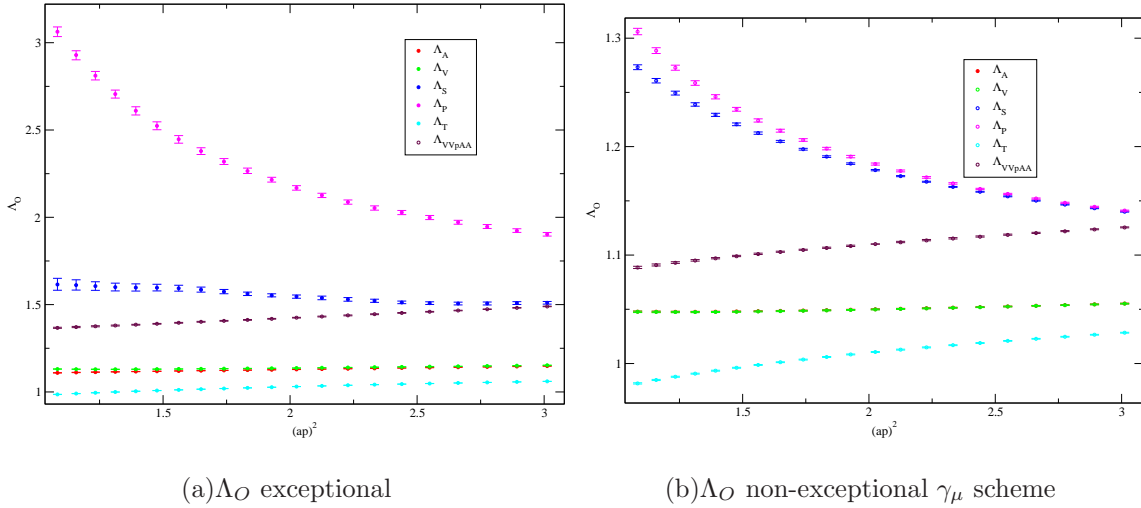 3
2.5
2
1.5
1
Λ_O
1.5
2
2.5
3
(ap)^2
Λ_A
Λ_V
Λ_S
Λ_P
Λ_T
Λ_VVpAA
(a)Λ_O exceptional
1.3
1.2
1.1
1
Λ_O
1.5
2
2.5
3
(ap)^2
Λ_A
Λ_V
Λ_S
Λ_P
Λ_T
Λ_VVpAA
(b)Λ_O non-exceptional γ_μ scheme